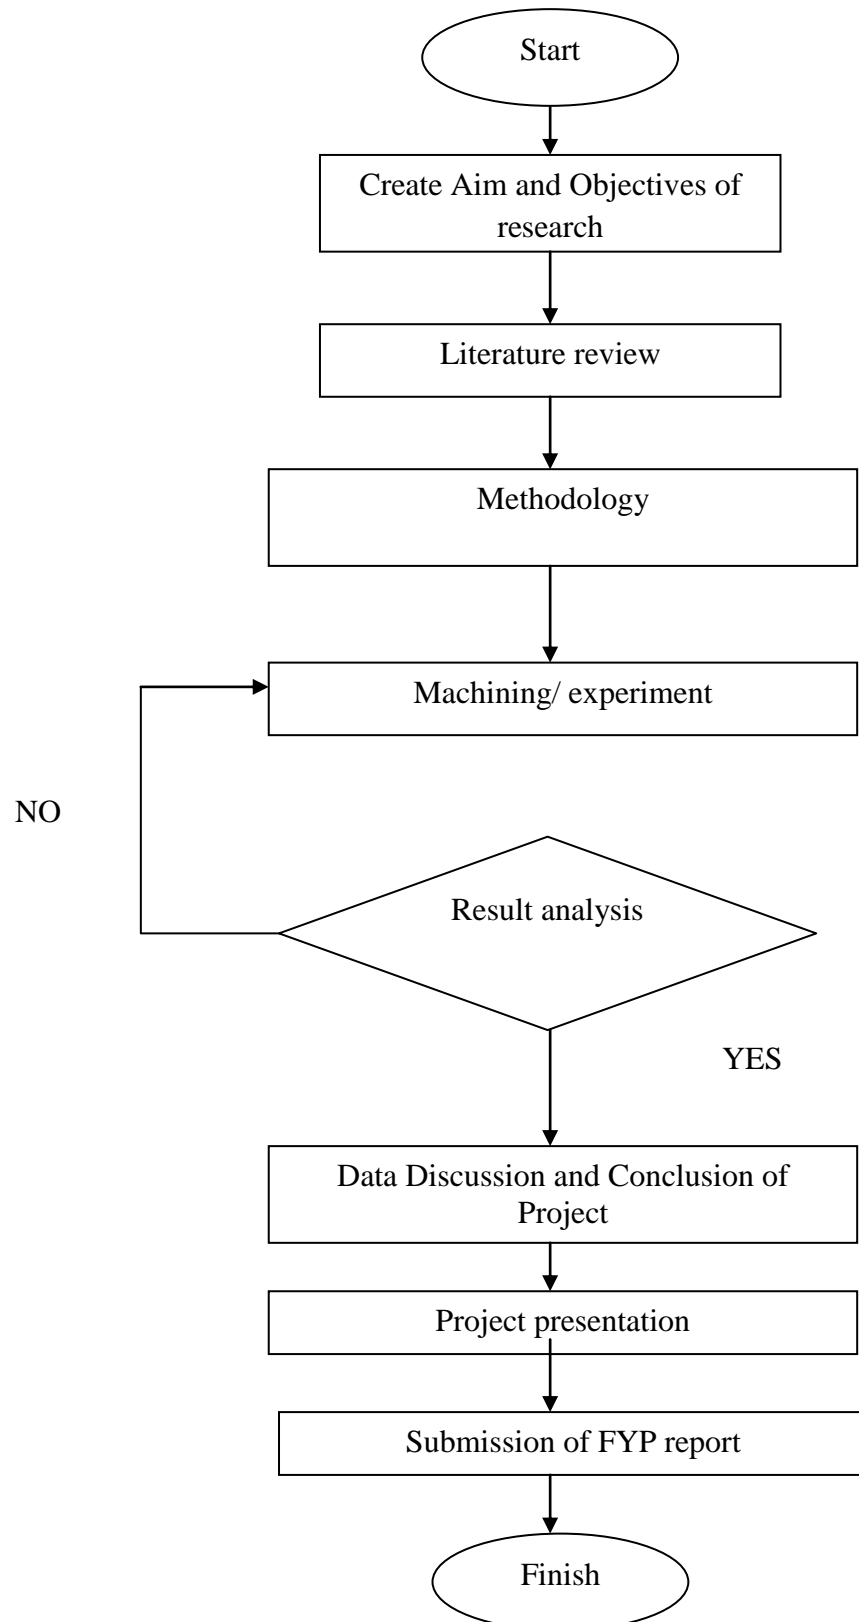 Start
Create Aim and Objectives of
research
Literature review
Methodology
Machining/ experiment
NO
Result analysis
YES
Data Discussion and Conclusion of
Project
Project presentation
Submission of FYP report
Finish